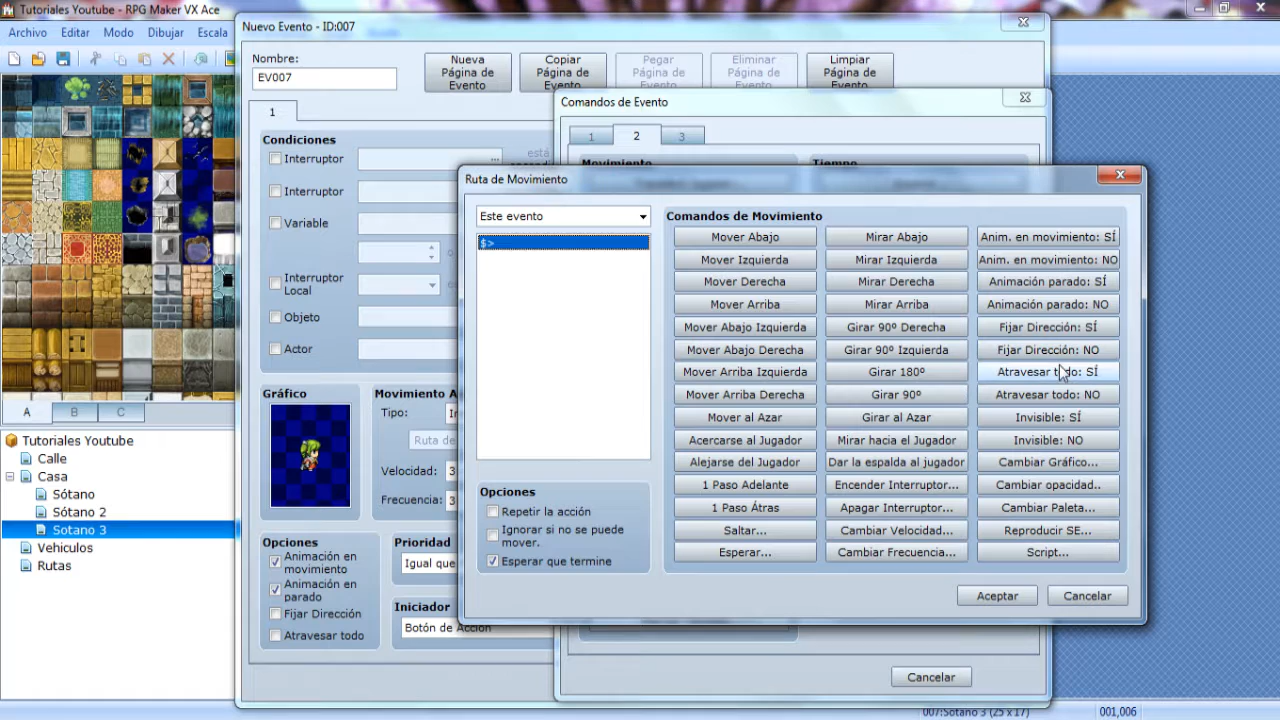 Tutoriales Youtube - RPG Maker VX Ace
Archivo Editar Modo Dibujar Escala
Nuevo Evento - ID:007
Nombre:
EV007
Nueva Página de Evento
Copiar Página de Evento
Pegar Página de Evento
Eliminar Página de Evento
Limpiar Página de Evento
1
Condiciones
Interruptor
está
Interruptor
Variable
Interruptor Local
Objeto
Actor
Gráfico
Movimiento A
Tipo:
Ruta de
Velocidad: 3
Frecuencia: 3
Opciones
Animación en movimiento
Animación en parado
Fijar Dirección
Atravesar todo
Prioridad
Igual que
Iniciador
Botón de Acción
Comandos de Evento
1 2 3
Movimiento
Tiempo
Cancelar
Ruta de Movimiento
Este evento
$>
Opciones
Repetir la acción
Ignorar si no se puede mover.
Esperar que termine
Comandos de Movimiento
Mover Abajo
Mover Izquierda
Mover Derecha
Mover Arriba
Mover Abajo Izquierda
Mover Abajo Derecha
Mover Arriba Izquierda
Mover Arriba Derecha
Mover al Azar
Acercarse al Jugador
Alejarse del Jugador
1 Paso Adelante
1 Paso Átras
Saltar...
Esperar...
Mirar Abajo
Mirar Izquierda
Mirar Derecha
Mirar Arriba
Girar 90º Derecha
Girar 90º Izquierda
Girar 180º
Girar 90º
Girar al Azar
Mirar hacia el Jugador
Dar la espalda al jugador
Encender Interruptor...
Apagar Interruptor...
Cambiar Velocidad...
Cambiar Frecuencia...
Anim. en movimiento: SÍ
Anim. en movimiento: NO
Animación parado: SÍ
Animación parado: NO
Fijar Dirección: SÍ
Fijar Dirección: NO
Atravesar todo: SÍ
Atravesar todo: NO
Invisible: SÍ
Invisible: NO
Cambiar Gráfico...
Cambiar opacidad..
Cambiar Paleta...
Reproducir SE...
Script...
Aceptar
Cancelar
A B C
Tutoriales Youtube
Calle
Casa
Sótano
Sótano 2
Sotano 3
Vehiculos
Rutas
007:Sotano 3 (25 x 17)
001,006